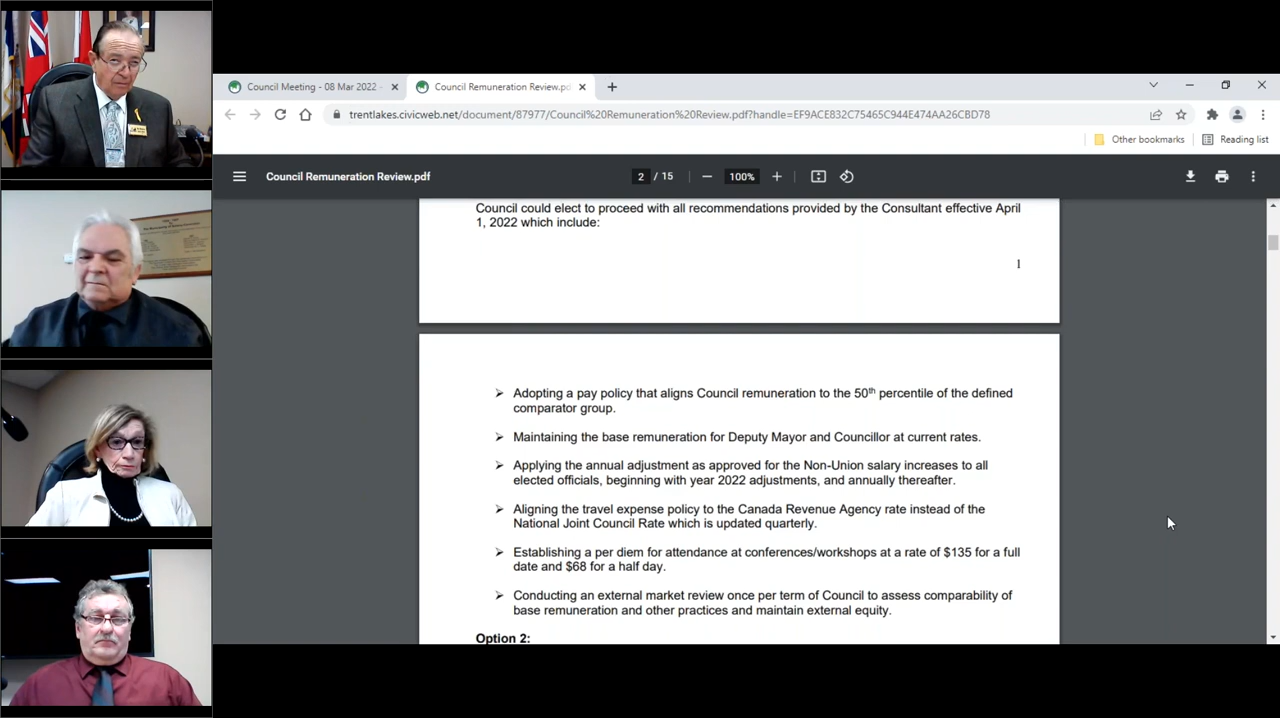 Council Meeting - 08 Mar 2022 -
Council Remuneration Review.pd
trentlakes.civicweb.net/document/87977/Council%20Remuneration%20Review.pdf?handle=EF9ACE832C75465C944E474AA26CBD78
Other bookmarks
Reading list
Council Remuneration Review.pdf
2 / 15
100%
Council could elect to proceed with all recommendations provided by the Consultant effective April
1, 2022 which include:
1
➢ Adopting a pay policy that aligns Council remuneration to the 50th percentile of the defined
comparator group.
➢ Maintaining the base remuneration for Deputy Mayor and Councillor at current rates.
➢ Applying the annual adjustment as approved for the Non-Union salary increases to all
elected officials, beginning with year 2022 adjustments, and annually thereafter.
➢ Aligning the travel expense policy to the Canada Revenue Agency rate instead of the
National Joint Council Rate which is updated quarterly.
➢ Establishing a per diem for attendance at conferences/workshops at a rate of $135 for a full
date and $68 for a half day.
➢ Conducting an external market review once per term of Council to assess comparability of
base remuneration and other practices and maintain external equity.
Option 2: